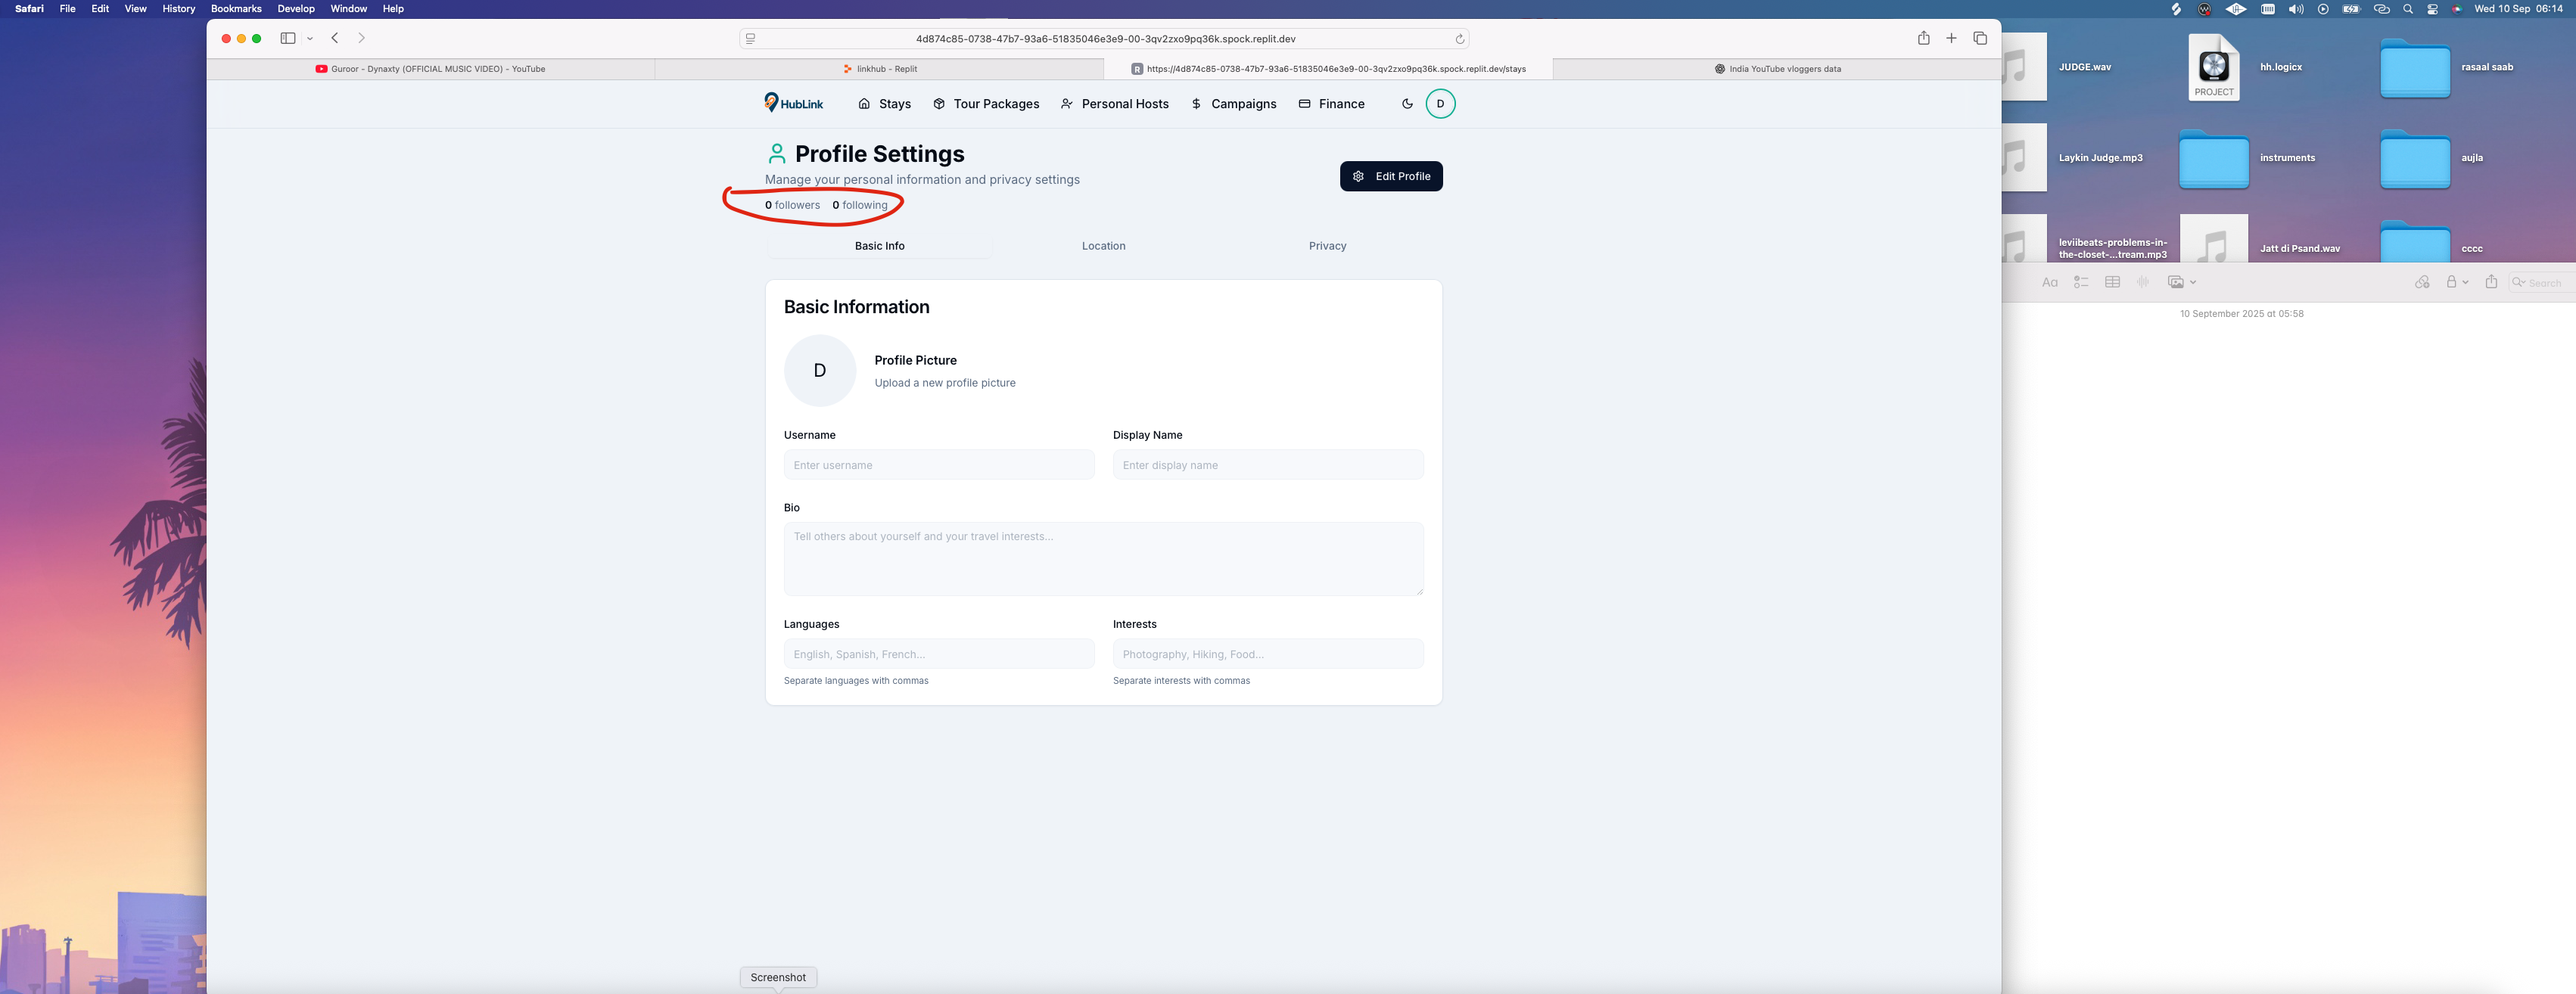 Safari File Edit View History Bookmarks Develop Window Help
Wed 10 Sep 06:14
4d874c85-0738-47b7-93a6-51835046e3e9-00-3qv2zxo9pq36k.spock.replit.dev
Guroor - Dynaxty (OFFICIAL MUSIC VIDEO) - YouTube
linkhub - Replit
R https://4d874c85-0738-47b7-93a6-51835046e3e9-00-3qv2zxo9pq36k.spock.replit.dev/stays
India YouTube vloggers data
HubLink Stays Tour Packages Personal Hosts Campaigns Finance D
Profile Settings
Manage your personal information and privacy settings
Edit Profile
0 followers 0 following
Basic Info Location Privacy
Basic Information
D
Profile Picture
Upload a new profile picture
Username Display Name
Enter username Enter display name
Bio
Tell others about yourself and your travel interests...
Languages Interests
English, Spanish, French... Photography, Hiking, Food...
Separate languages with commas Separate interests with commas
Screenshot
JUDGE.wav PROJECT hh.logicx rasaal saab
Laykin Judge.mp3 instruments aujla
leviibeats-problems-in-
the-closet-...tream.mp3 Jatt di Psand.wav cccc
Aa Search
10 September 2025 at 05:58